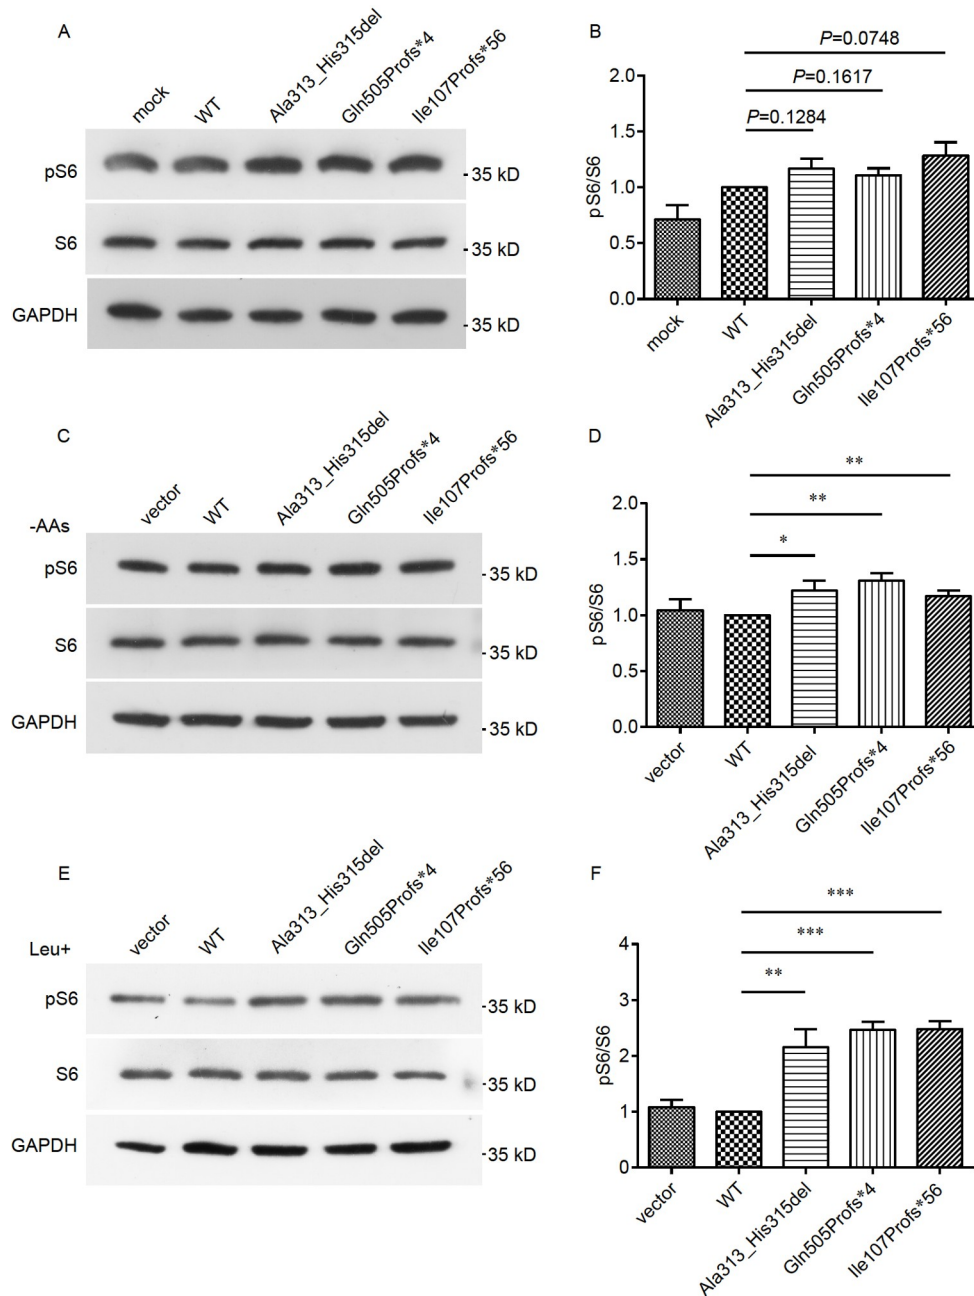 A
mock
WT
Ala313_His315del
Gln505Profs*4
Ile107Profs*56
pS6
-35 kD
S6
-35 kD
GAPDH
-35 kD
B
P=0.0748
P=0.1617
P=0.1284
pS6/S6
2.0
1.5
1.0
0.5
0.0
mock
WT
Ala313_His315del
Gln505Profs*4
Ile107Profs*56
C
-AAs
vector
WT
Ala313_His315del
Gln505Profs*4
Ile107Profs*56
pS6
-35 kD
S6
-35 kD
GAPDH
-35 kD
D
**
**
*
pS6/S6
2.0
1.5
1.0
0.5
0.0
vector
WT
Ala313_His315del
Gln505Profs*4
Ile107Profs*56
E
Leu+
vector
WT
Ala313_His315del
Gln505Profs*4
Ile107Profs*56
pS6
-35 kD
S6
-35 kD
GAPDH
-35 kD
F
***
***
**
pS6/S6
4
3
2
1
0
vector
WT
Ala313_His315del
Gln505Profs*4
Ile107Profs*56